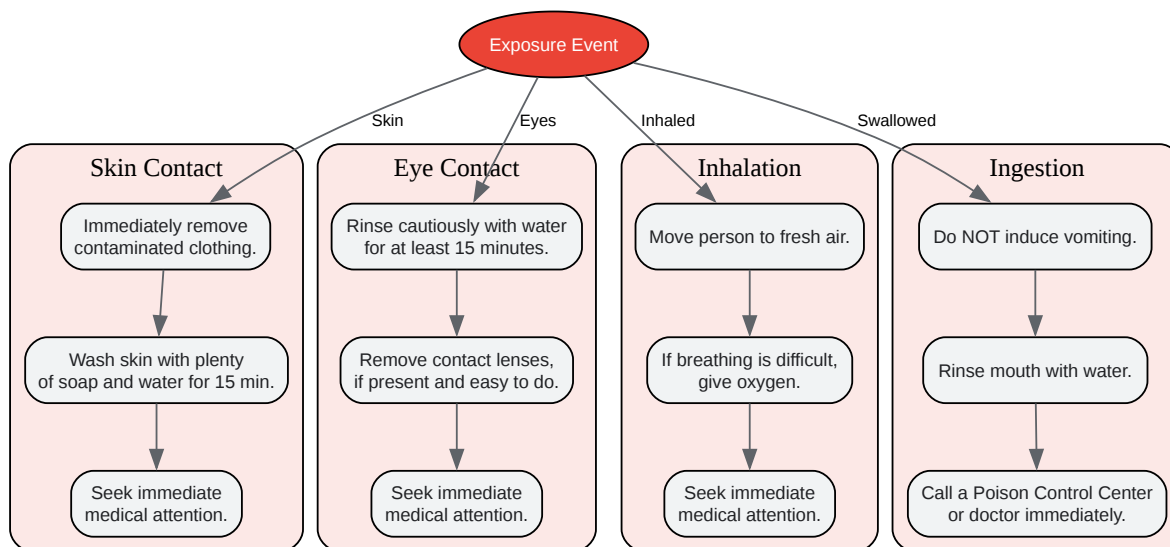 Exposure Event
Skin
Eyes
Inhaled
Swallowed
Skin Contact
Immediately remove
contaminated clothing.
Wash skin with plenty
of soap and water for 15 min.
Seek immediate
medical attention.
Eye Contact
Rinse cautiously with water
for at least 15 minutes.
Remove contact lenses,
if present and easy to do.
Seek immediate
medical attention.
Inhalation
Move person to fresh air.
If breathing is difficult,
give oxygen.
Seek immediate
medical attention.
Ingestion
Do NOT induce vomiting.
Rinse mouth with water.
Call a Poison Control Center
or doctor immediately.